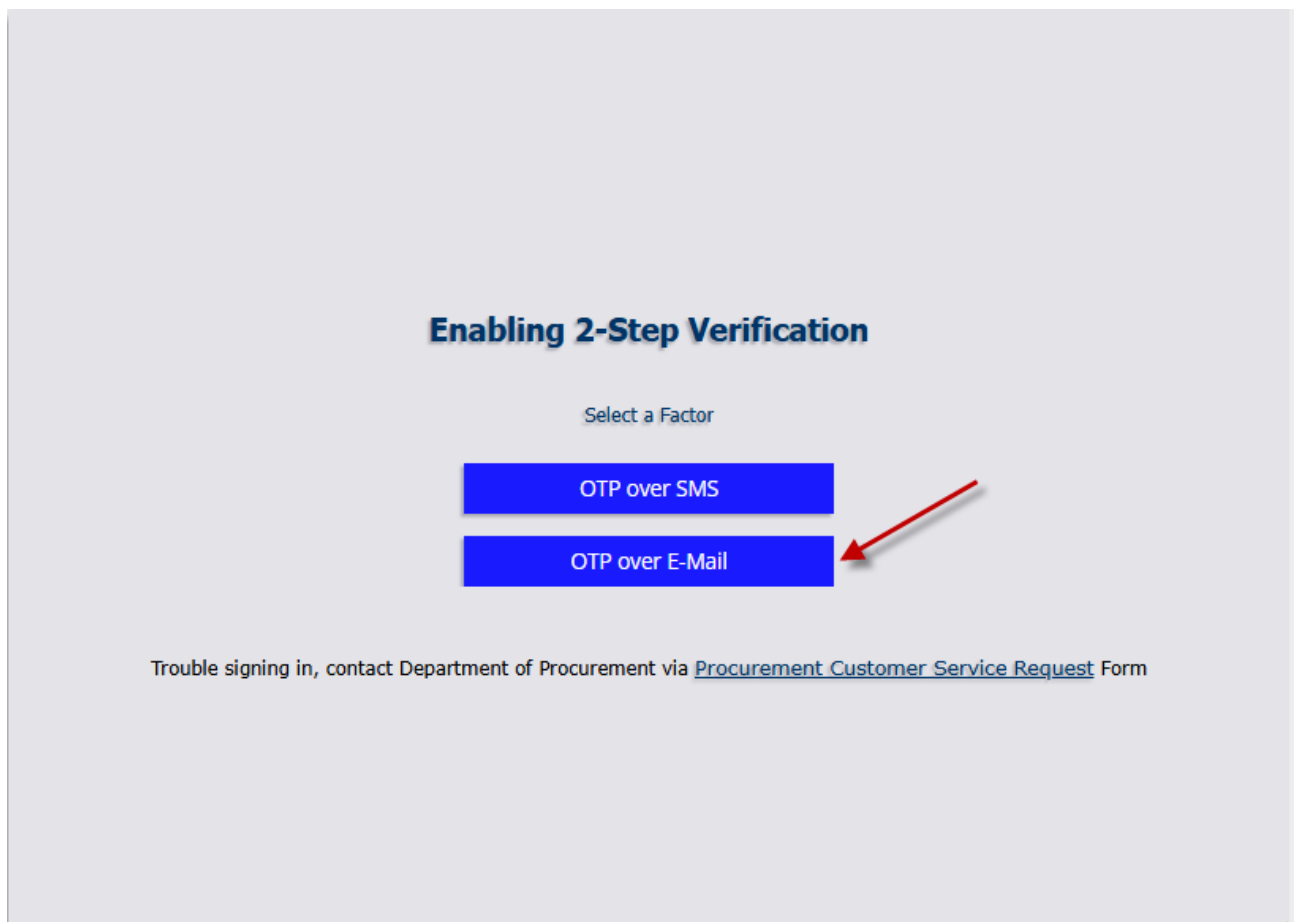 Enabling 2-Step Verification
Select a Factor
OTP over SMS
OTP over E-Mail
Trouble signing in, contact Department of Procurement via Procurement Customer Service Request Form